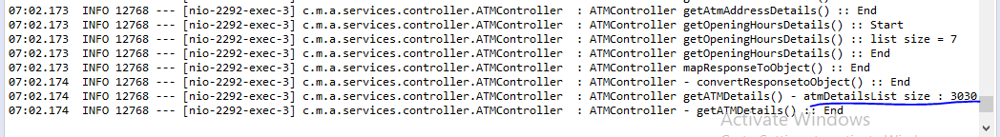 07:02.173  INFO 12768 --- [nio-2292-exec-3] c.m.a.services.controller.ATMController  : ATMController getAtmAddressDetails() :: End
07:02.173  INFO 12768 --- [nio-2292-exec-3] c.m.a.services.controller.ATMController  : ATMController getOpeningHoursDetails() :: Start
07:02.173  INFO 12768 --- [nio-2292-exec-3] c.m.a.services.controller.ATMController  : ATMController getOpeningHoursDetails() :: list size = 7
07:02.173  INFO 12768 --- [nio-2292-exec-3] c.m.a.services.controller.ATMController  : ATMController getOpeningHoursDetails() :: End
07:02.173  INFO 12768 --- [nio-2292-exec-3] c.m.a.services.controller.ATMController  : ATMController mapResponseToObject() :: End
07:02.174  INFO 12768 --- [nio-2292-exec-3] c.m.a.services.controller.ATMController  : ATMController - convertResponsetoObject() :: End
07:02.174  INFO 12768 --- [nio-2292-exec-3] c.m.a.services.controller.ATMController  : ATMController getATMDetails() - atmDetailsList size : 3030
07:02.174  INFO 12768 --- [nio-2292-exec-3] c.m.a.services.controller.ATMController  : ATMController - getATMDetails() :: End
Activate Windows